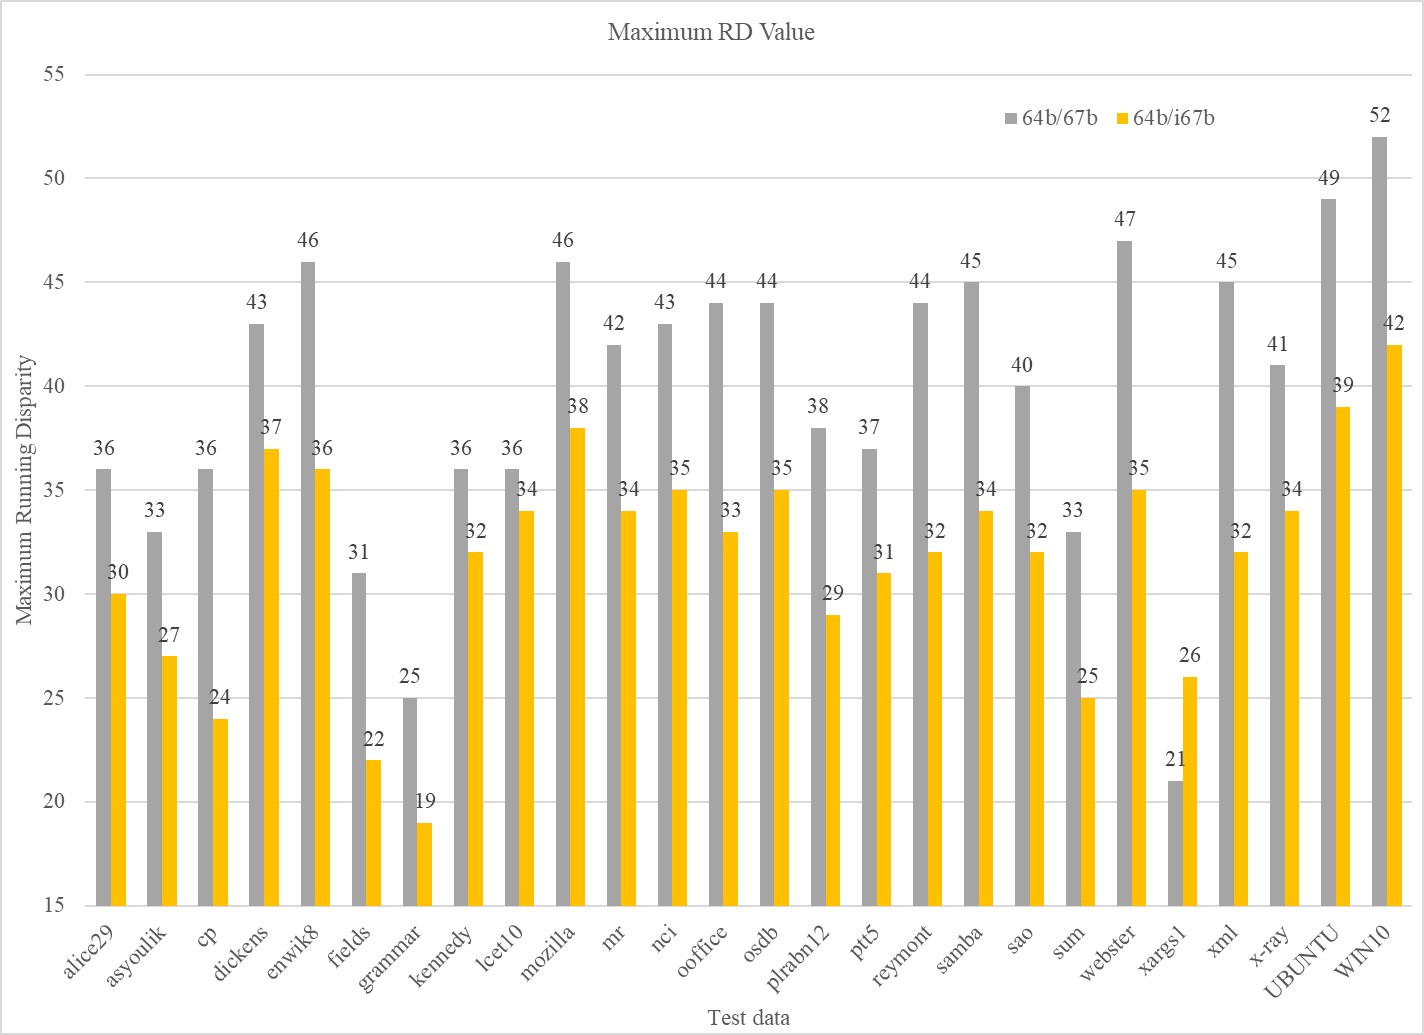 Maximum RD Value
64b/67b
64b/i67b
Maximum Running Disparity
55
50
45
40
35
30
25
20
15
36
30
33
27
36
24
43
37
46
36
31
22
25
19
36
32
36
34
46
38
42
34
43
35
44
33
44
35
38
29
37
31
44
32
45
34
40
32
33
25
47
35
21
26
45
32
41
34
49
39
52
42
alice29
asyoulik
cp
dickens
enwik8
fields
grammar
kennedy
lcet10
mozilla
mr
nci
ooffice
osdb
plrabn12
ptt5
reymont
samba
sao
sum
webster
xargs1
xml
x-ray
UBUNTU
WIN10
Test data